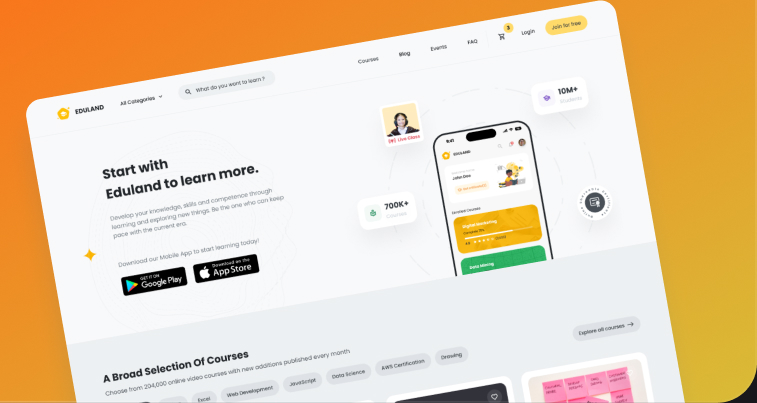 EDULAND
All Categories
What do you want to learn ?
Courses
Blog
Events
FAQ
3
Login
Join for free
Start with
Eduland to learn more.
Develop your knowledge, skills and competence through
learning and exploring new things. Be the one who can keep
pace with the current era.
Download our Mobile App to start learning today!
GET IT ON
Google Play
Download on the
App Store
Live Class
10M+
Students
700K+
Courses
9:41
EDULAND
John Doe
Digital Marketing
Data Mining
A Broad Selection Of Courses
Choose from 204,000 online video courses with new additions published every month
Explore all courses
Excel
Web Development
JavaScript
Data Science
AWS Certification
Drawing